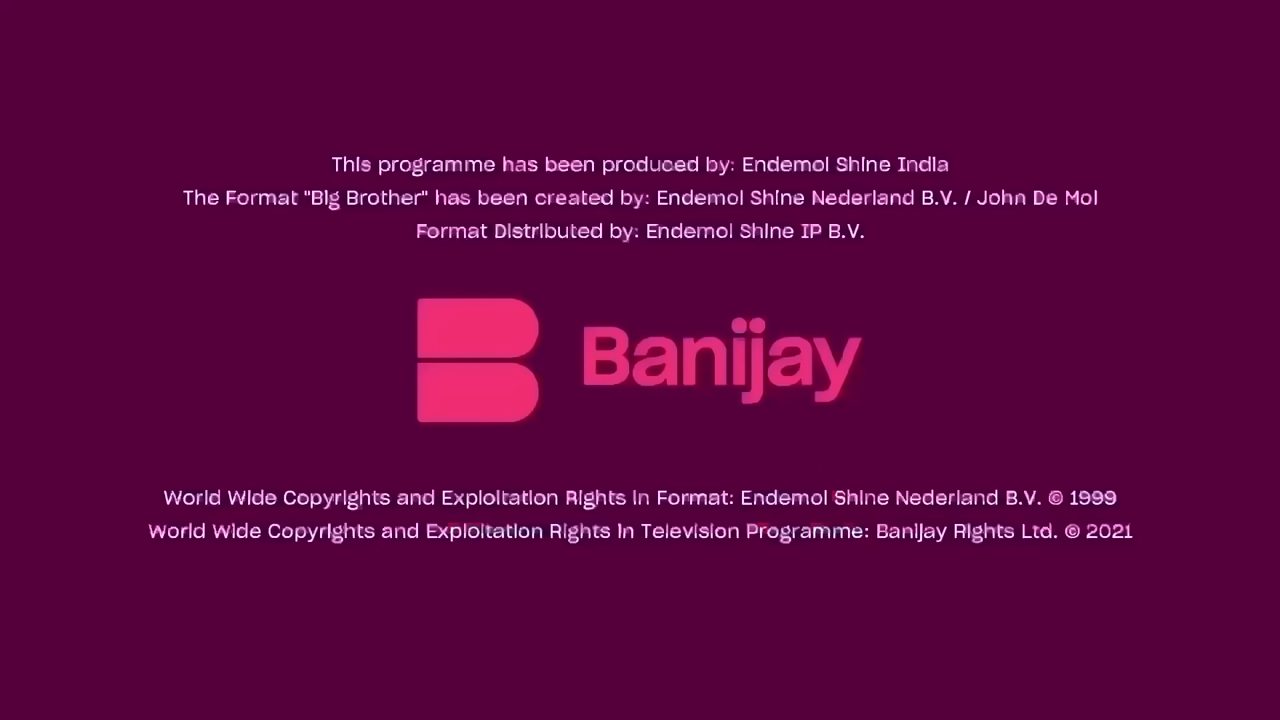 This programme has been produced by: Endemol Shine India
The Format "Big Brother" has been created by: Endemol Shine Nederland B.V. / John De Mol
Format Distributed by: Endemol Shine IP B.V.
Banijay
World Wide Copyrights and Exploitation Rights in Format: Endemol Shine Nederland B.V. © 1999
World Wide Copyrights and Exploitation Rights in Television Programme: Banijay Rights Ltd. © 2021